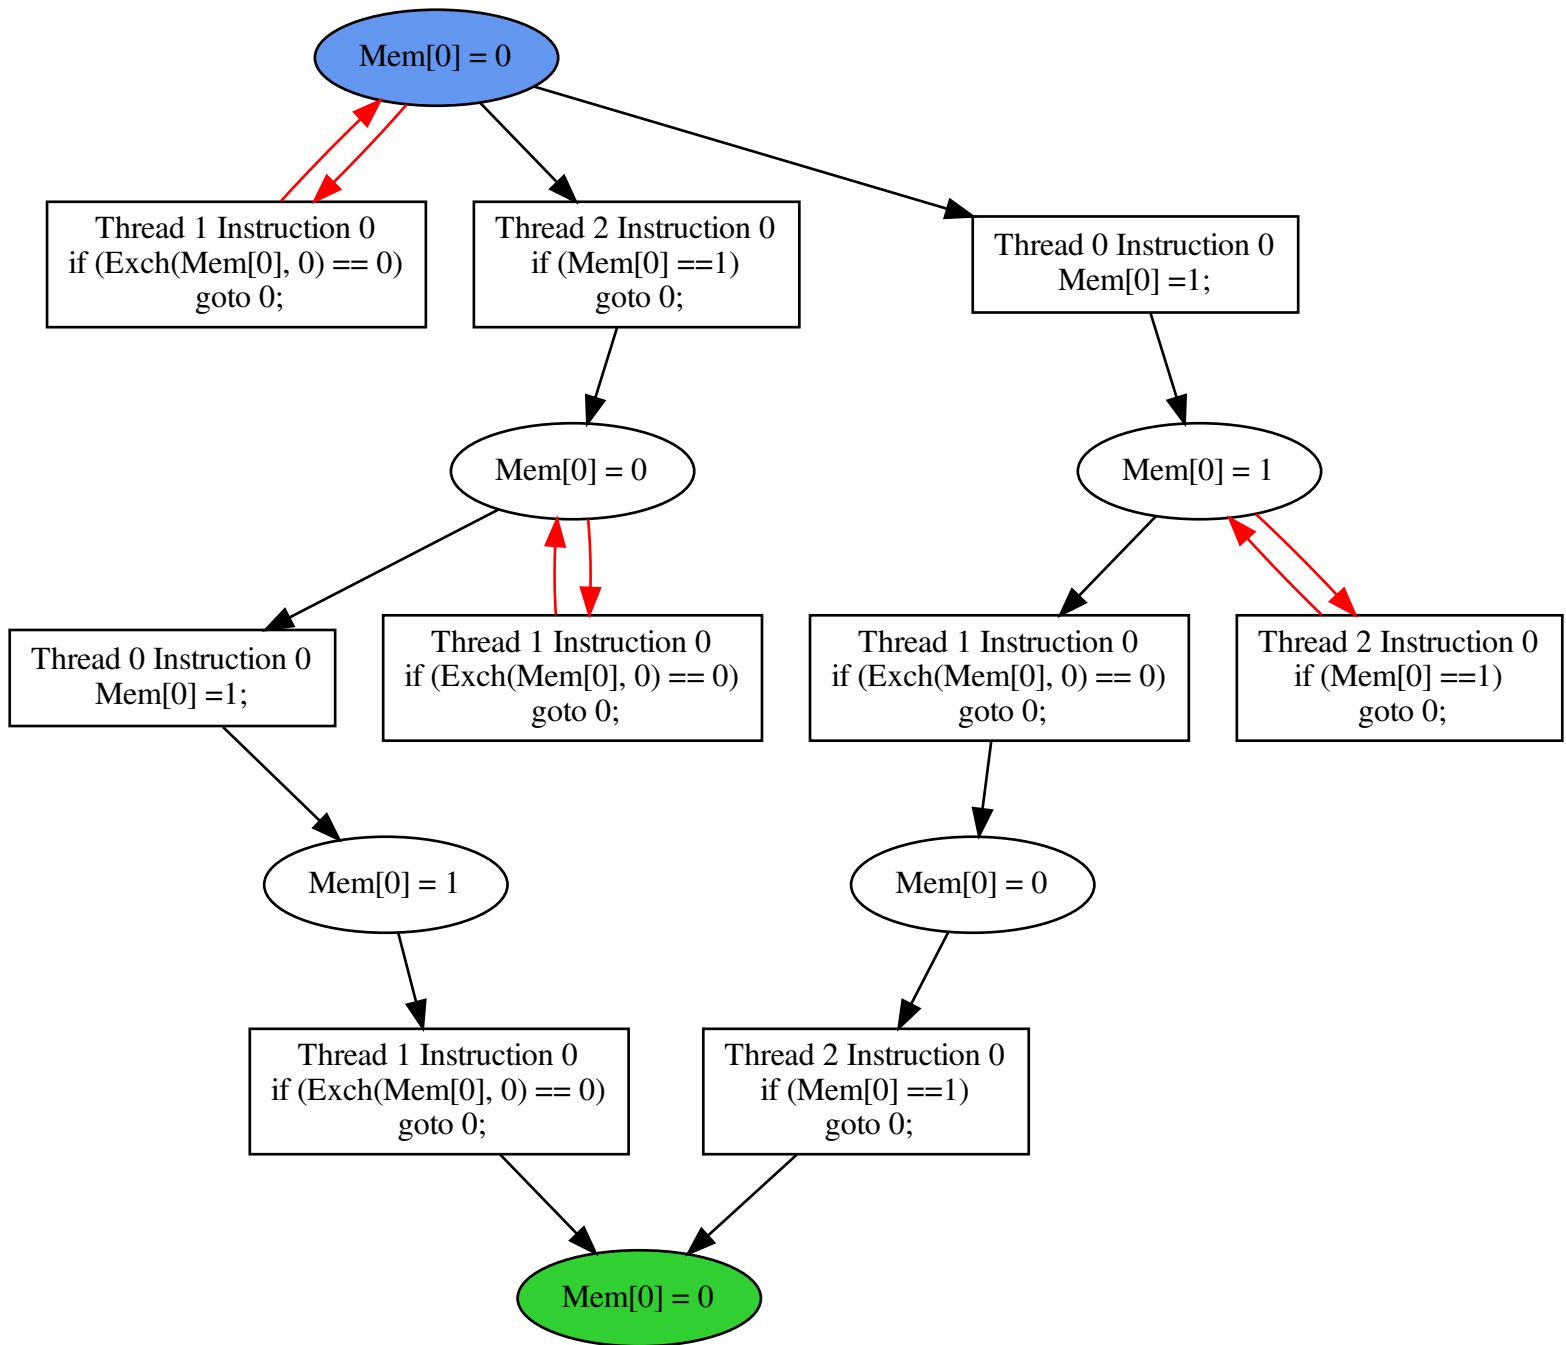 Mem[0] = 0
Thread 1 Instruction 0
if (Exch(Mem[0], 0) == 0)
goto 0;
Thread 2 Instruction 0
if (Mem[0] ==1)
goto 0;
Thread 0 Instruction 0
Mem[0] =1;
Mem[0] = 0
Mem[0] = 1
Thread 0 Instruction 0
Mem[0] =1;
Thread 1 Instruction 0
if (Exch(Mem[0], 0) == 0)
goto 0;
Thread 1 Instruction 0
if (Exch(Mem[0], 0) == 0)
goto 0;
Thread 2 Instruction 0
if (Mem[0] ==1)
goto 0;
Mem[0] = 1
Mem[0] = 0
Thread 1 Instruction 0
if (Exch(Mem[0], 0) == 0)
goto 0;
Thread 2 Instruction 0
if (Mem[0] ==1)
goto 0;
Mem[0] = 0